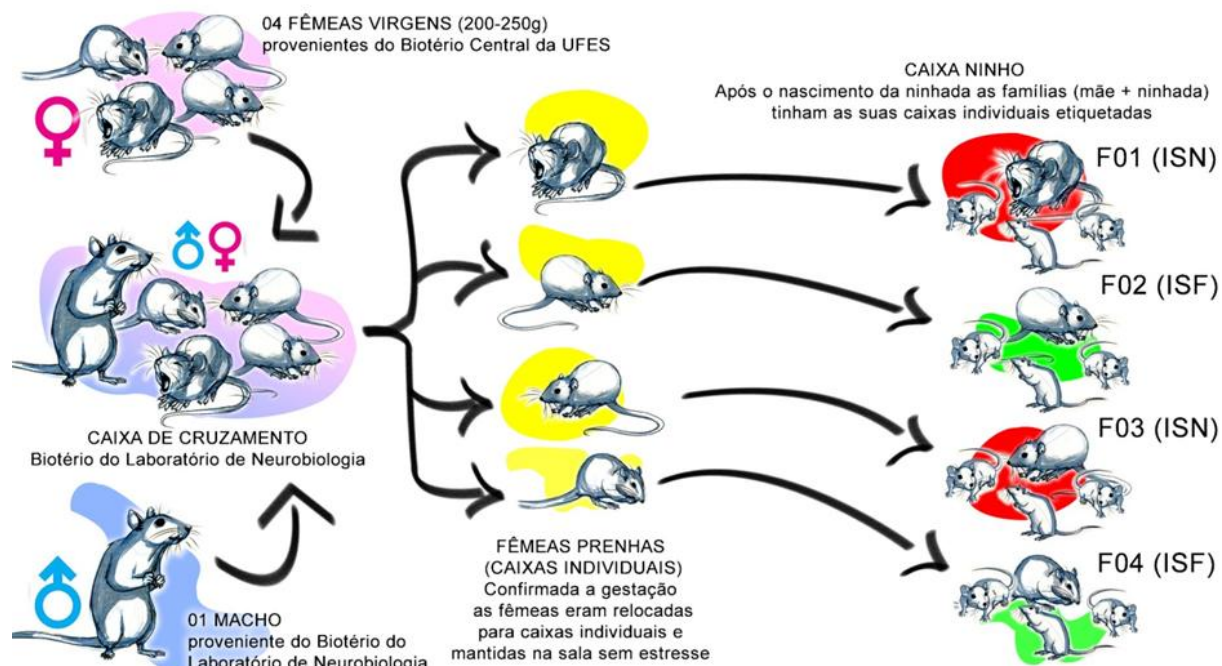 04 FÊMEAS VIRGENS (200-250g)
provenientes do Biotério Central da UFES
CAIXA DE CRUZAMENTO
Biotério do Laboratório de Neurobiologia
01 MACHO
proveniente do Biotério do
Laboratório de Neurobiologia
FÊMEAS PRENHAS
(CAIXAS INDIVIDUAIS)
Confirmada a gestação
as fêmeas eram relocadas
para caixas individuais e
mantidas na sala sem estresse
CAIXA NINHO
Após o nascimento da ninhada as famílias (mãe + ninhada)
tinham as suas caixas individuais etiquetadas
F01 (ISN)
F02 (ISF)
F03 (ISN)
F04 (ISF)